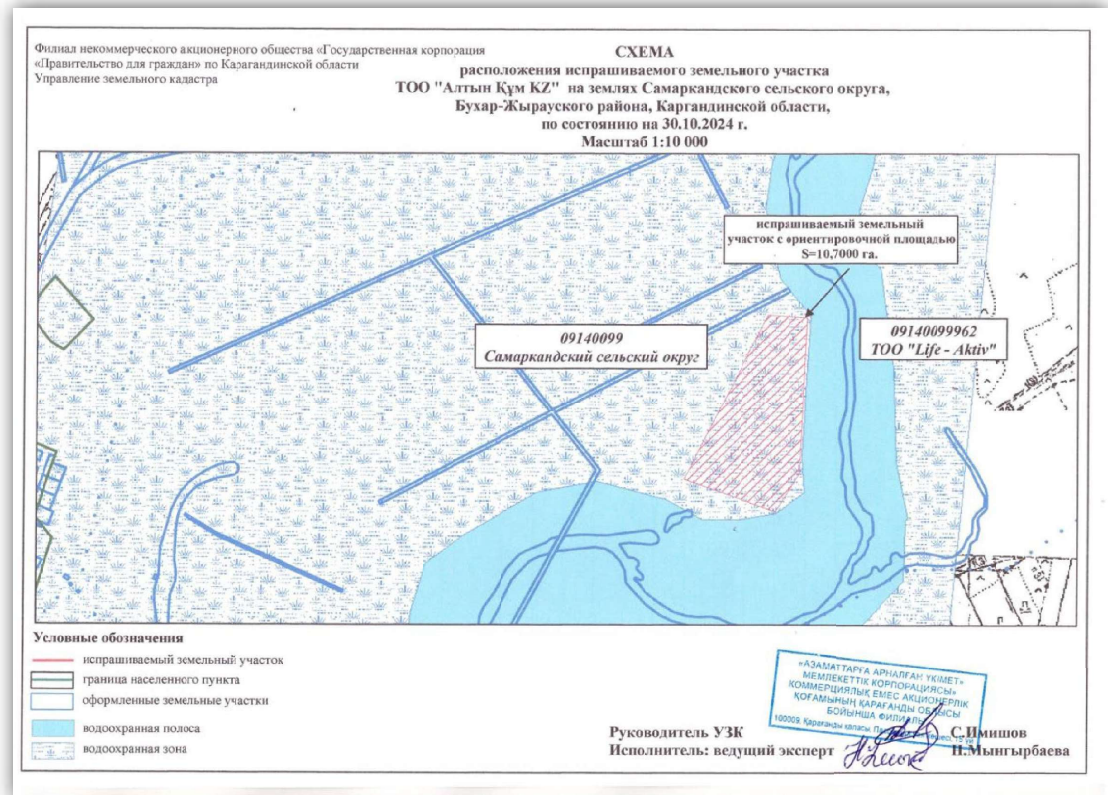 Филиал некоммерческого акционерного общества «Государственная корпорация
«Правительство для граждан» по Карагандинской области
Управление земельного кадастра
СХЕМА
расположения испрашиваемого земельного участка
ТОО "Алтын Құм KZ" на землях Самаркандского сельского округа,
Бухар-Жырауского района, Каргандинской области,
по состоянию на 30.10.2024 г.
Масштаб 1:10 000
испрашиваемый земельный
участок с ориентировочной площадью
S=10,7000 га.
09140099
Самаркандский сельский округ
09140099962
ТОО "Life - Aktiv"
Условные обозначения
испрашиваемый земельный участок
граница населенного пункта
оформленные земельные участки
водоохранная полоса
водоохранная зона
«АЗАМАТТАРҒА АРНАЛҒАН ҮКІМЕТ»
МЕМЛЕКЕТТІК КОРПОРАЦИЯСЫ»
КОММЕРЦИЯЛЫҚ ЕМЕС АКЦИОНЕРЛІК
ҚОҒАМЫНЫҢ ҚАРАҒАНДЫ ОБЛЫСЫ
БОЙЫНША ФИЛИАЛЫ
100009, Қарағанды қаласы,
Руководитель УЗК С.Имишов
Исполнитель: ведущий эксперт Н.Мынгырбаева